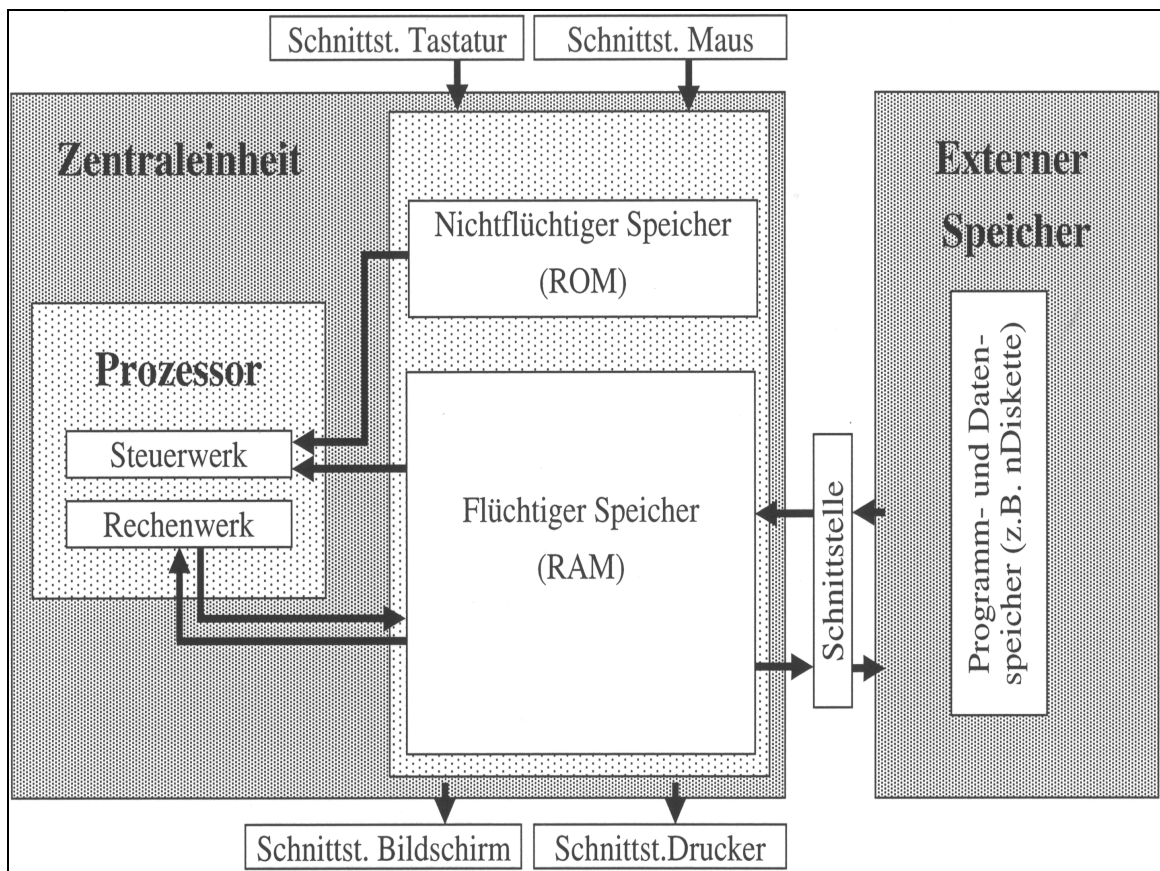 Schnittst. Tastatur
Schnittst. Maus
Zentraleinheit
Nichtflüchtiger Speicher
(ROM)
Prozessor
Steuerwerk
Rechenwerk
Flüchtiger Speicher
(RAM)
Schnittstelle
Externer
Speicher
Programm- und Daten-
speicher (z.B. nDiskette)
Schnittst. Bildschirm
Schnittst.Drucker